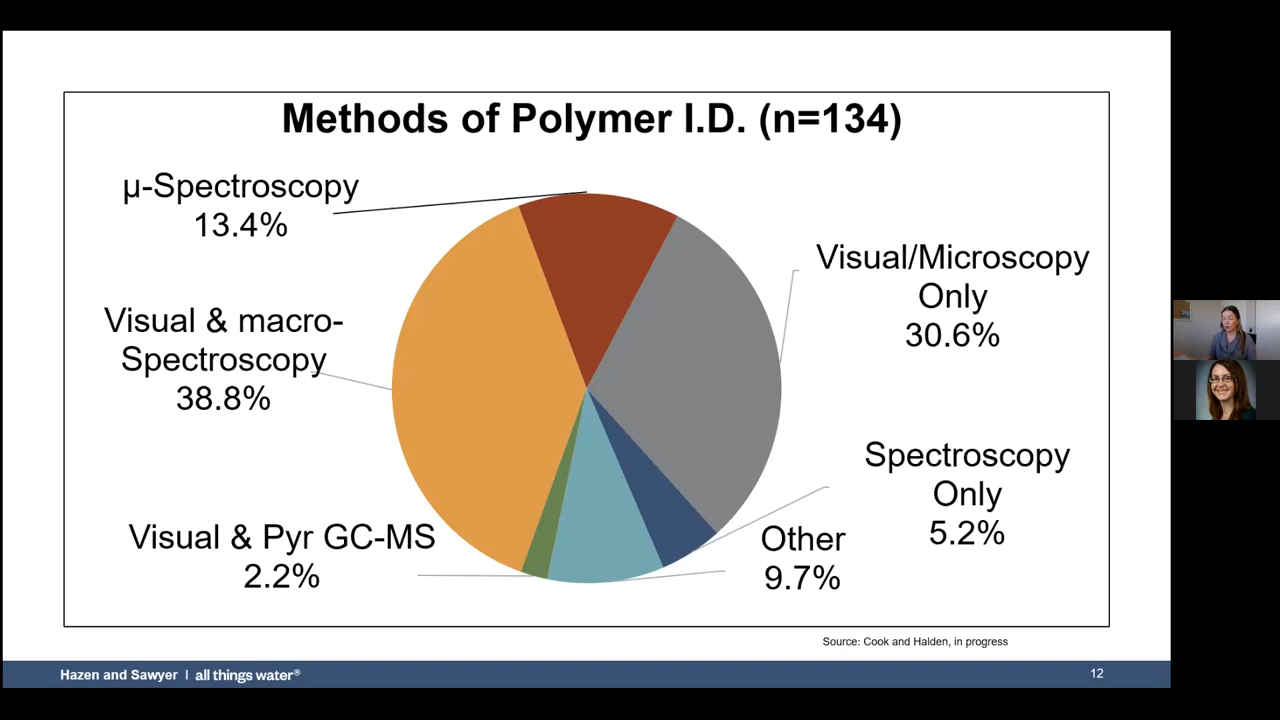 Methods of Polymer I.D. (n=134)
µ-Spectroscopy
13.4%
Visual & macro-
Spectroscopy
38.8%
Visual & Pyr GC-MS
2.2%
Visual/Microscopy
Only
30.6%
Spectroscopy
Only
5.2%
Other
9.7%
Source: Cook and Halden, in progress
Hazen and Sawyer | all things water®
12